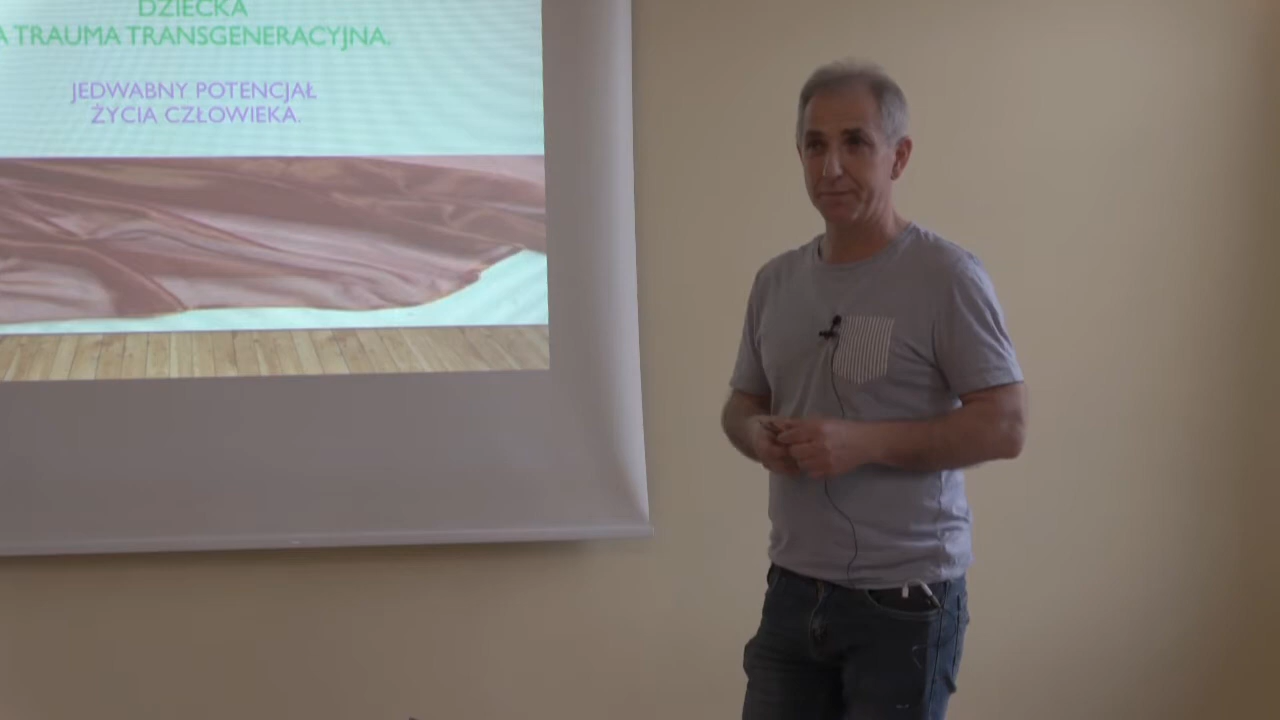 DZIECKA
A TRAUMA TRANSGENERACYJNA.
JEDWABNY POTENCJAŁ
ŻYCIA CZŁOWIEKA.